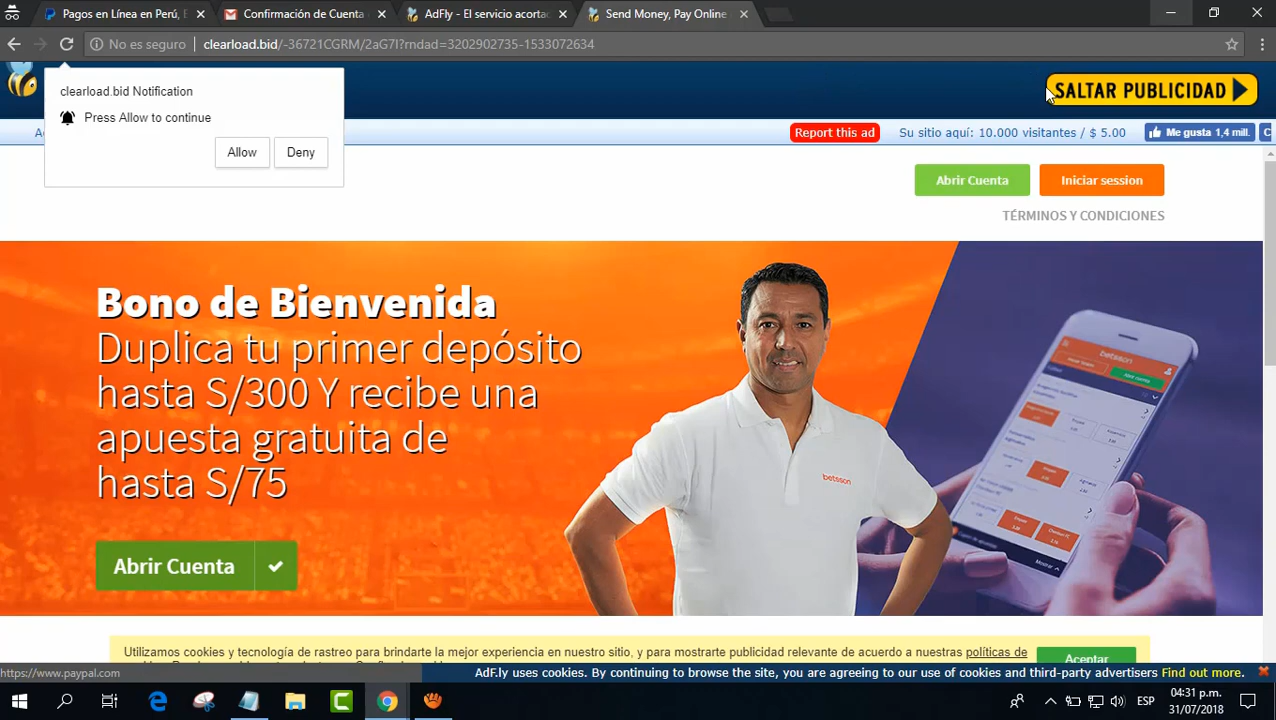 Pagos en Línea en Perú, E
Confirmación de Cuenta
AdFly - El servicio acorta
Send Money, Pay Online
No es seguro
clearload.bid/-36721CGRM/2aG7I?rndad=3202902735-1533072634
clearload.bid Notification
Press Allow to continue
Allow
Deny
SALTAR PUBLICIDAD
Report this ad
Su sitio aquí: 10.000 visitantes / $ 5.00
Me gusta 1,4 mill.
Abrir Cuenta
Iniciar session
TÉRMINOS Y CONDICIONES
Bono de Bienvenida
Duplica tu primer depósito
hasta S/300 Y recibe una
apuesta gratuita de
hasta S/75
Abrir Cuenta
betsson
betsson
Utilizamos cookies y tecnología de rastreo para brindarte la mejor experiencia en nuestro sitio, y para mostrarte publicidad relevante de acuerdo a nuestras políticas de
Aceptar
https://www.paypal.com
AdF.ly uses cookies. By continuing to browse the site, you are agreeing to our use of cookies and third-party advertisers Find out more.
ESP
04:31 p.m.
31/07/2018